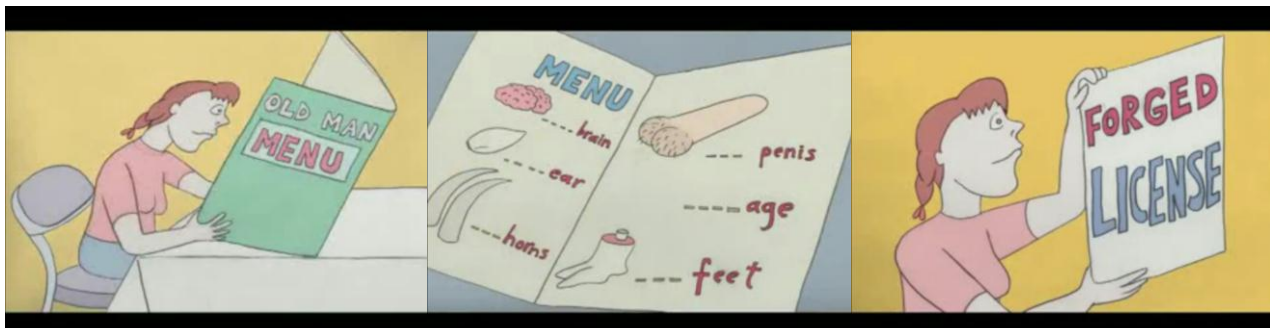 OLD MAN
MENU
MENU
----brain
---ear
---horns
--- penis
----age
--- feet
FORGED
LICENSE